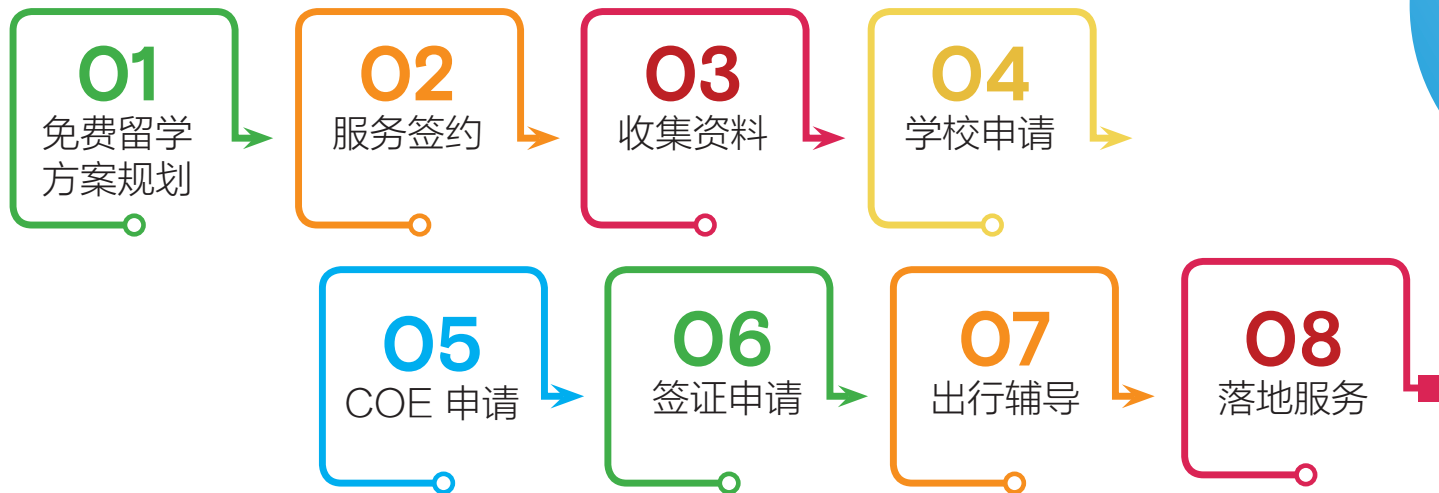 01
免费留学
方案规划
02
服务签约
03
收集资料
04
学校申请
05
COE 申请
06
签证申请
07
出行辅导
08
落地服务